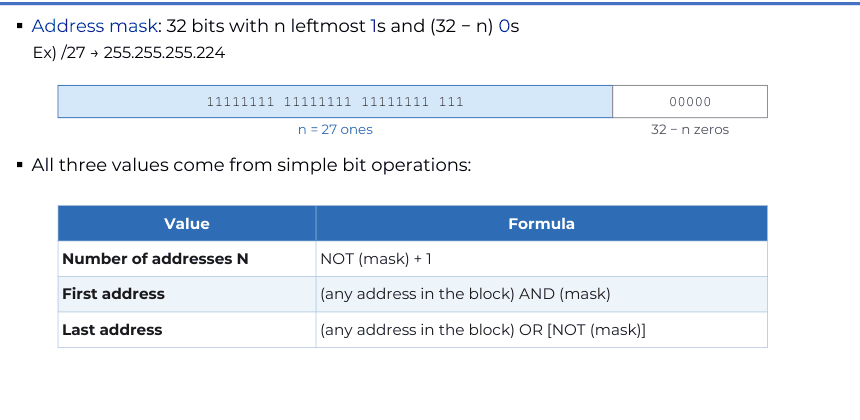 ▪ Address mask: 32 bits with n leftmost 1s and (32 − n) 0s
Ex) /27 → 255.255.255.224
11111111 11111111 11111111 111 00000
n = 27 ones 32 − n zeros
▪ All three values come from simple bit operations:
Value Formula
Number of addresses N NOT (mask) + 1
First address (any address in the block) AND (mask)
Last address (any address in the block) OR [NOT (mask)]